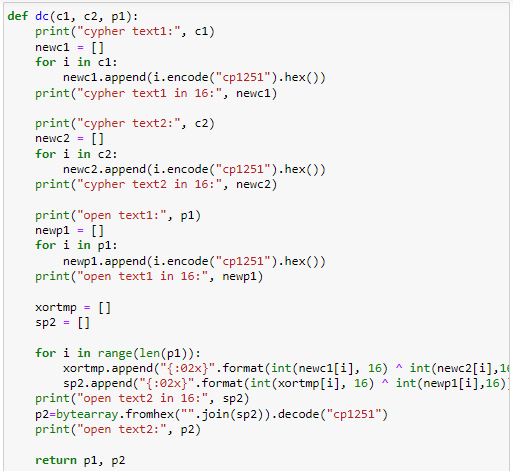 def dc(c1, c2, p1):
    print("cypher text1:", c1)
    newc1 = []
    for i in c1:
        newc1.append(i.encode("cp1251").hex())
    print("cypher text1 in 16:", newc1)

    print("cypher text2:", c2)
    newc2 = []
    for i in c2:
        newc2.append(i.encode("cp1251").hex())
    print("cypher text2 in 16:", newc2)

    print("open text1:", p1)
    newp1 = []
    for i in p1:
        newp1.append(i.encode("cp1251").hex())
    print("open text1 in 16:", newp1)

    xortmp = []
    sp2 = []

    for i in range(len(p1)):
        xortmp.append("{:02x}".format(int(newc1[i], 16) ^ int(newc2[i],16
        sp2.append("{:02x}".format(int(xortmp[i], 16) ^ int(newp1[i],16)
    print("open text2 in 16:", sp2)
    p2=bytearray.fromhex("".join(sp2)).decode("cp1251")
    print("open text2:", p2)

    return p1, p2